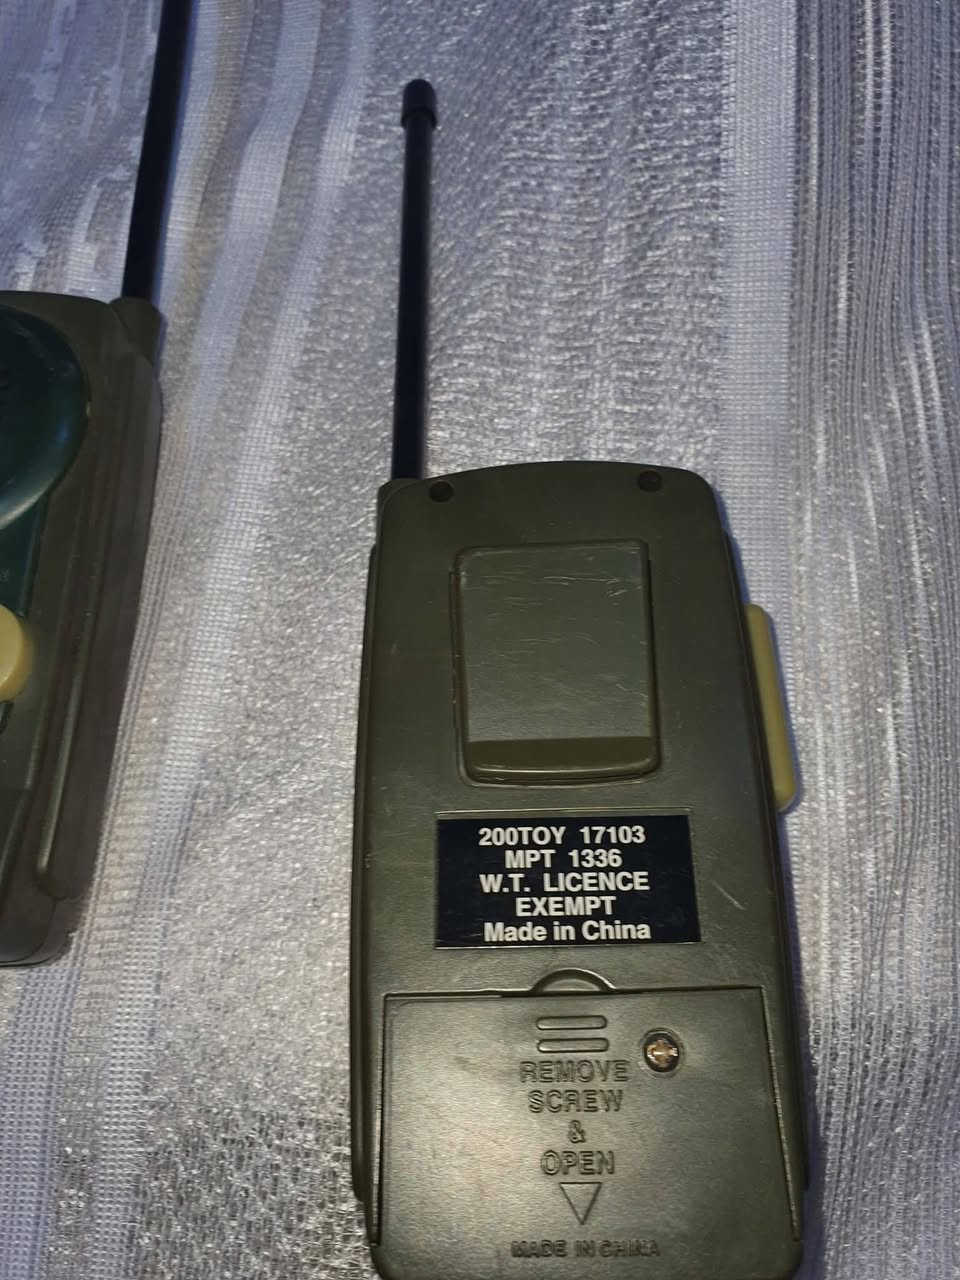 200TOY 17103
MPT 1336
W.T. LICENCE
EXEMPT
Made in China
REMOVE
SCREW
&
OPEN
MADE IN CHINA